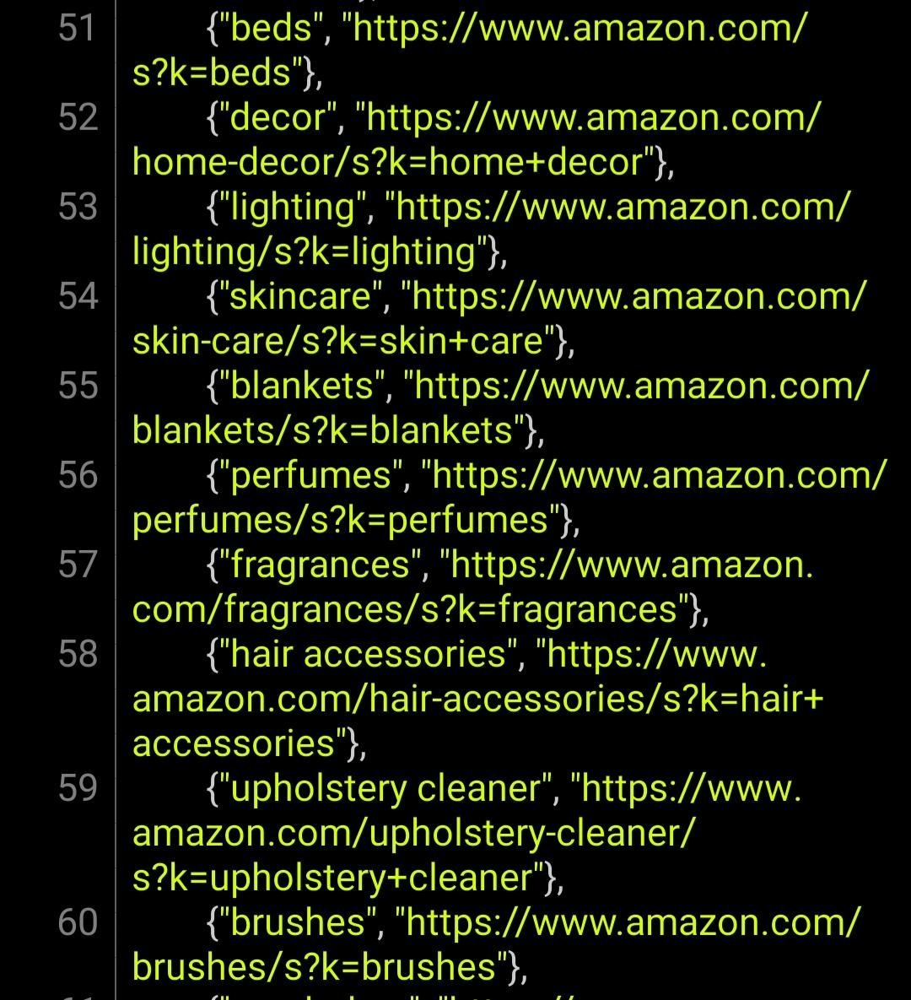 51 {"beds", "https://www.amazon.com/
s?k=beds"},
52 {"decor", "https://www.amazon.com/
home-decor/s?k=home+decor"},
53 {"lighting", "https://www.amazon.com/
lighting/s?k=lighting"},
54 {"skincare", "https://www.amazon.com/
skin-care/s?k=skin+care"},
55 {"blankets", "https://www.amazon.com/
blankets/s?k=blankets"},
56 {"perfumes", "https://www.amazon.com/
perfumes/s?k=perfumes"},
57 {"fragrances", "https://www.amazon.
com/fragrances/s?k=fragrances"},
58 {"hair accessories", "https://www.
amazon.com/hair-accessories/s?k=hair+
accessories"},
59 {"upholstery cleaner", "https://www.
amazon.com/upholstery-cleaner/
s?k=upholstery+cleaner"},
60 {"brushes", "https://www.amazon.com/
brushes/s?k=brushes"},